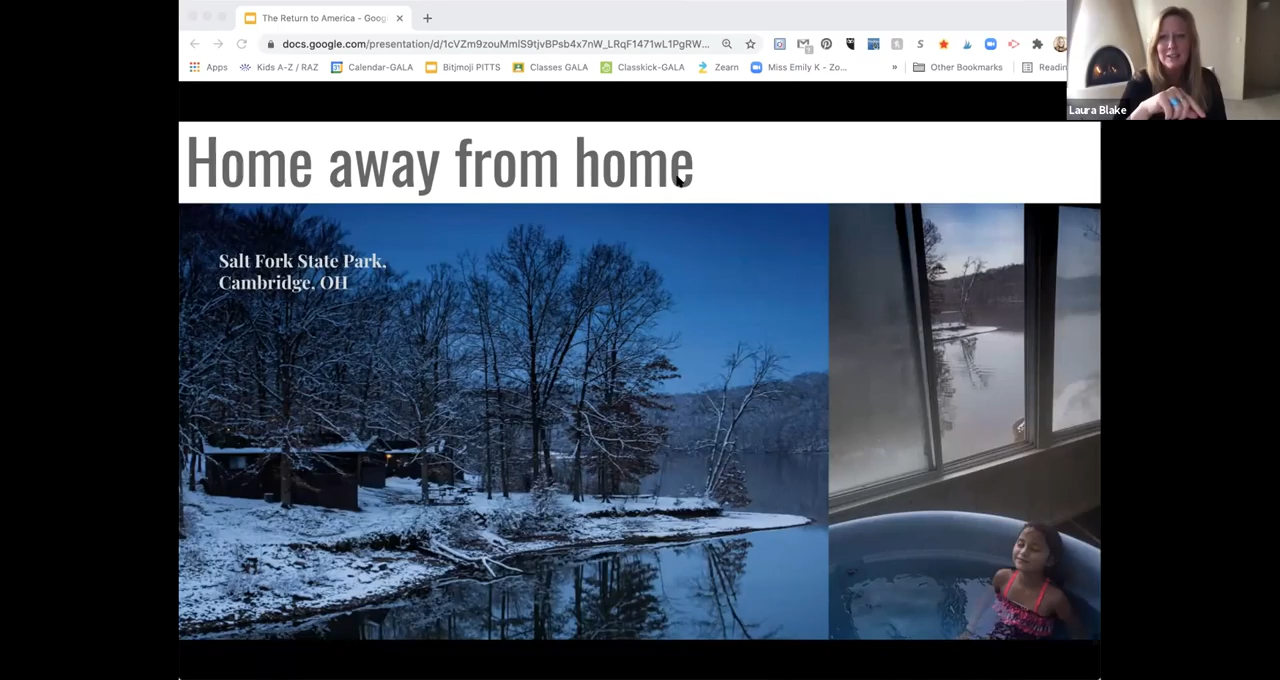 The Return to America - Goog
docs.google.com/presentation/d/1cVZm9zouMmlS9tjvBPsb4x7nW_LRqF1471wL1PgRW...
Apps
Kids A-Z / RAZ
Calendar-GALA
Bitjmoji PITTS
Classes GALA
Classkick-GALA
Zearn
Miss Emily K - Zo...
»
Other Bookmarks
Readin
Laura Blake
Home away from home
Salt Fork State Park,
Cambridge, OH